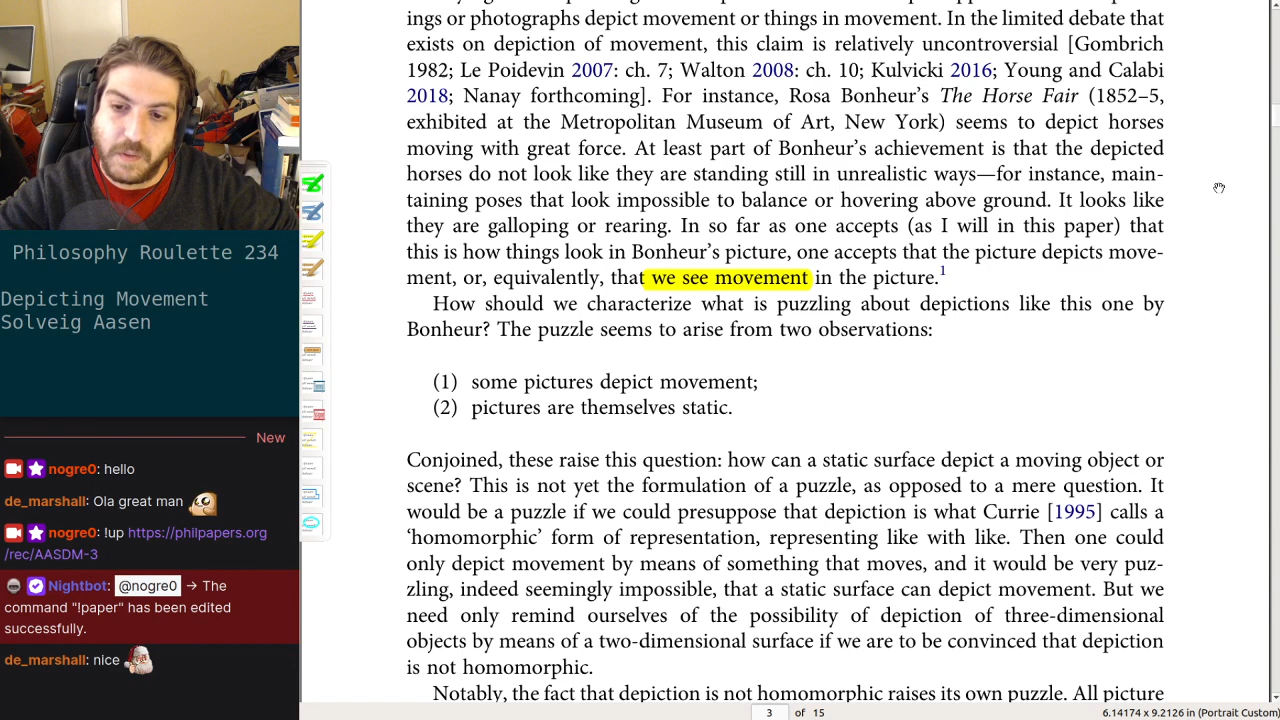 ings or photographs depict movement or things in movement. In the limited debate that
exists on depiction of movement, this claim is relatively uncontroversial [Gombrich
1982; Le Poidevin 2007: ch. 7; Walton 2008: ch. 10; Kulvicki 2016; Young and Calabi
2018; Nanay forthcoming]. For instance, Rosa Bonheur's The Horse Fair (1852–5,
exhibited at the Metropolitan Museum of Art, New York) seems to depict horses
moving with great force. At least part of Bonheur's achievement is that the depicted
horses do not look like they are standing still in unrealistic ways—for instance, main-
taining poses that look impossible to balance or hovering above ground. It looks like
they are galloping or rearing. In so far as one accepts (as I will in this paper) that
this is how things look in Bonheur's picture, one accepts that the picture depicts move-
ment, or equivalently that we see movement in the picture.1
How should we characterize what is puzzling about depictions like this one by
Bonheur? The puzzle seems to arise from two observations:
(1) Some pictures depict movement.
(2) Pictures are themselves static.
Conjoined, these raise this question: how can a static surface depict a moving object or
scene? This is not yet the formulation of a puzzle, as opposed to a mere question. It
would be a puzzle if we could presuppose that depiction is what Currie [1995] calls a
'homomorphic' form of representation, representing like with like. Then one could
only depict movement by means of something that moves, and it would be very puz-
zling, indeed seemingly impossible, that a static surface can depict movement. But we
need only remind ourselves of the possibility of depiction of three-dimensional
objects by means of a two-dimensional surface if we are to be convinced that depiction
is not homomorphic.
Notably, the fact that depiction is not homomorphic raises its own puzzle. All picture
3 of 15
6.14174 x 9.2126 in (Portrait Custom)
Philosophy Roulette 234
Depicting Movement
Solveig Aasen
New
nogre0: hello
de_marshall: Ola great man
nogre0: !up https://philpapers.org
/rec/AASDM-3
Nightbot: @nogre0 -> The
command "!paper" has been edited
successfully.
de_marshall: nice